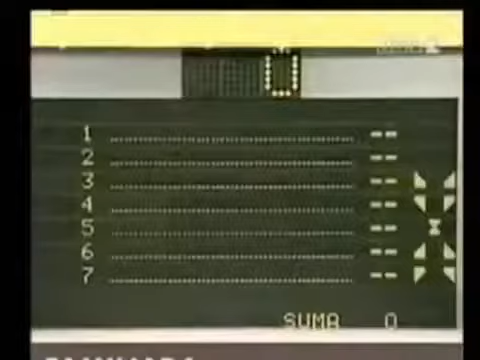 0
1 ........................................ --
2 ........................................ --
3 ........................................ --
4 ........................................ --
5 ........................................ --
6 ........................................ --
7 ........................................ --
SUMA 0